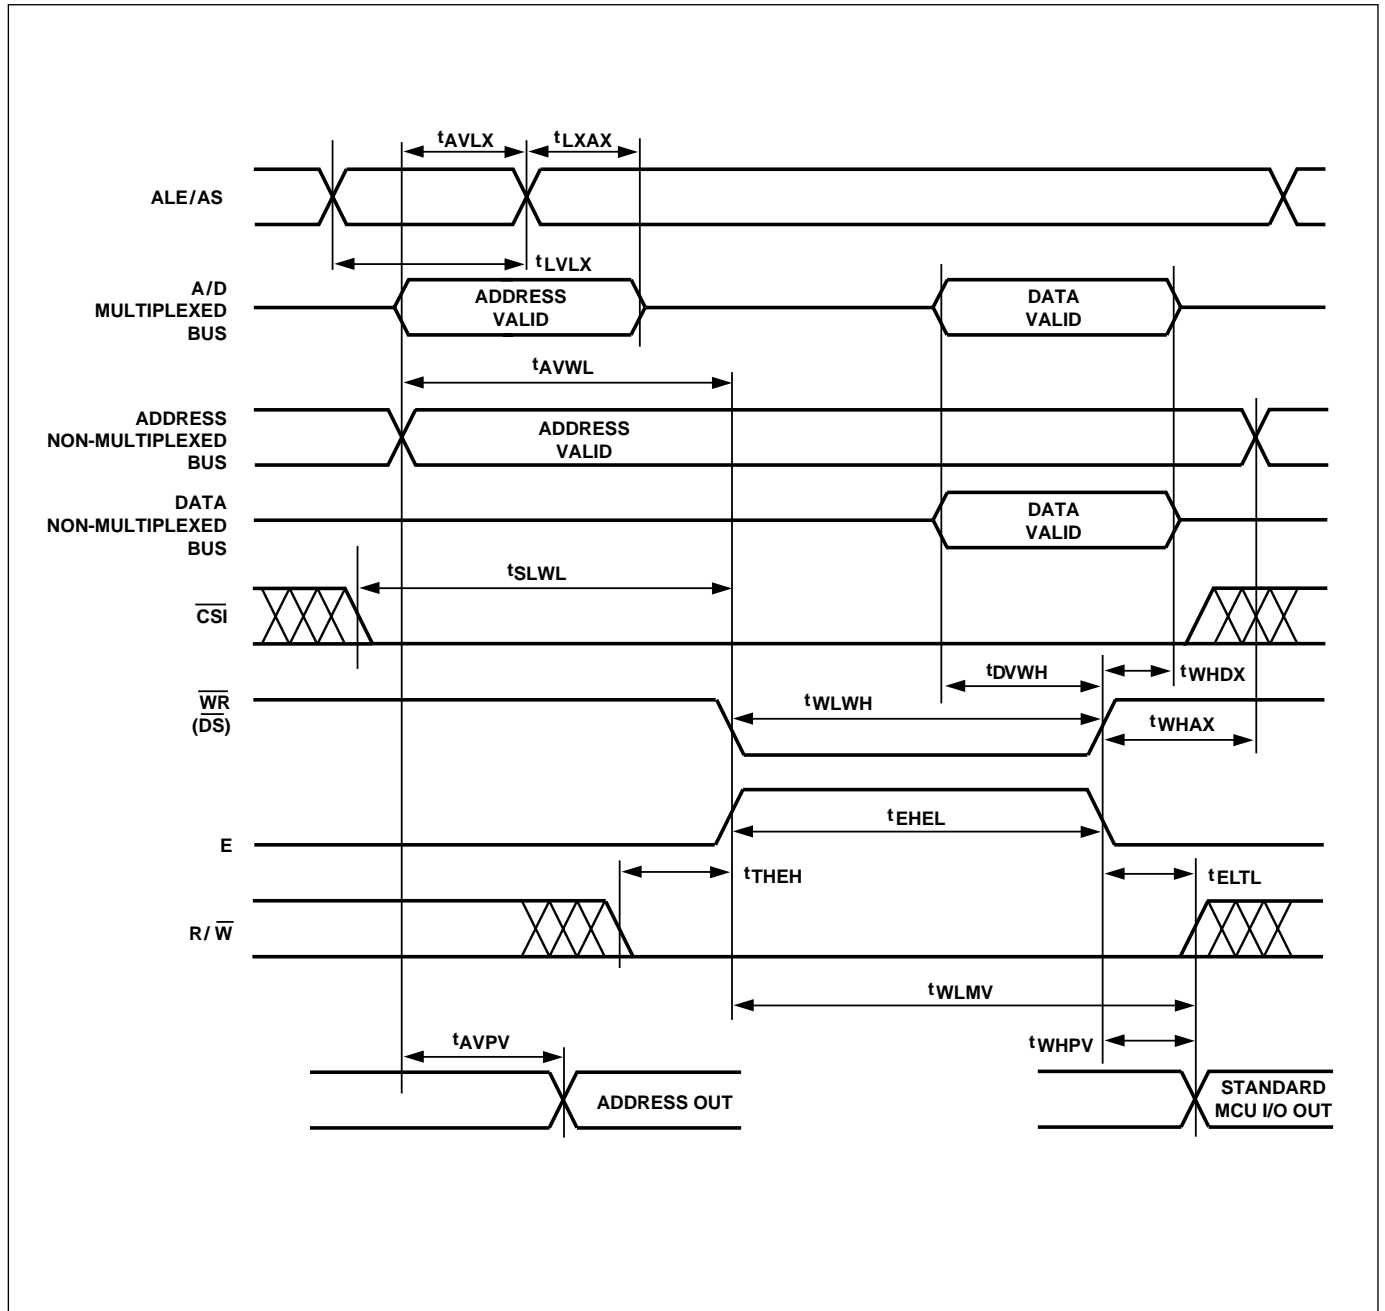 tAVLX
tLXAX
ALE/AS
tLVLX
A/D
MULTIPLEXED
BUS
ADDRESS
VALID
DATA
VALID
tAVWL
ADDRESS
NON-MULTIPLEXED
BUS
ADDRESS
VALID
DATA
NON-MULTIPLEXED
BUS
DATA
VALID
tSLWL
CSI
tDVWH
tWHDX
WR
(DS)
tWLWH
tWHAX
tEHEL
E
tTHEH
tELTL
R/W
tWLMV
tAVPV
tWHPV
ADDRESS OUT
STANDARD
MCU I/O OUT